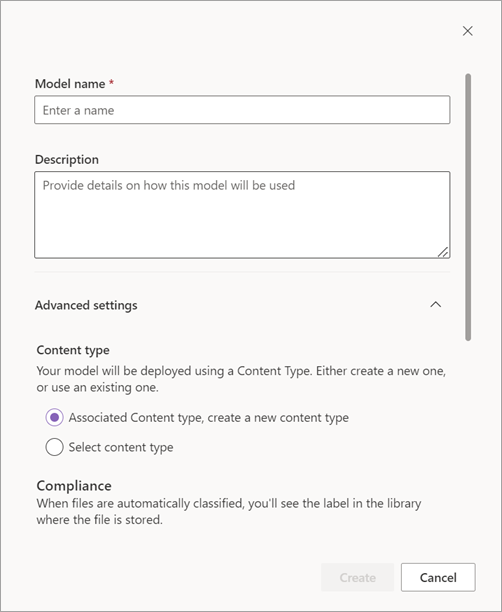 Model name *
Enter a name
Description
Provide details on how this model will be used
Advanced settings
Content type
Your model will be deployed using a Content Type. Either create a new one,
or use an existing one.
Associated Content type, create a new content type
Select content type
Compliance
When files are automatically classified, you'll see the label in the library
where the file is stored.
Create
Cancel